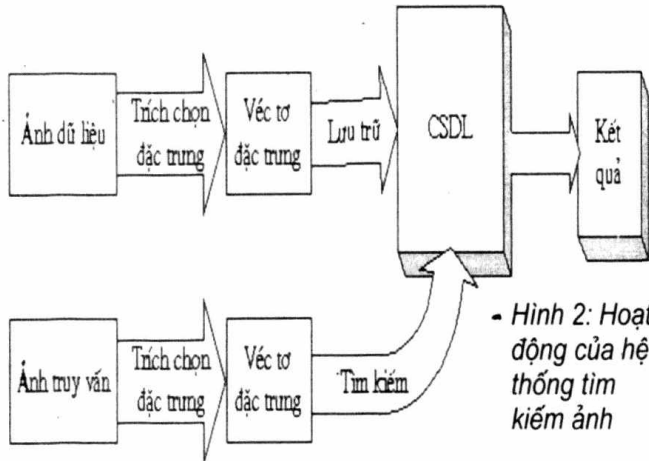 Ảnh dữ liệu
Trích chọn
đặc trưng
Véc tơ
đặc trưng
Lưu trữ
CSDL
Kết
quả
Ảnh truy vấn
Trích chọn
đặc trưng
Véc tơ
đặc trưng
Tìm kiếm
- Hình 2: Hoạt
động của hệ
thống tìm
kiếm ảnh